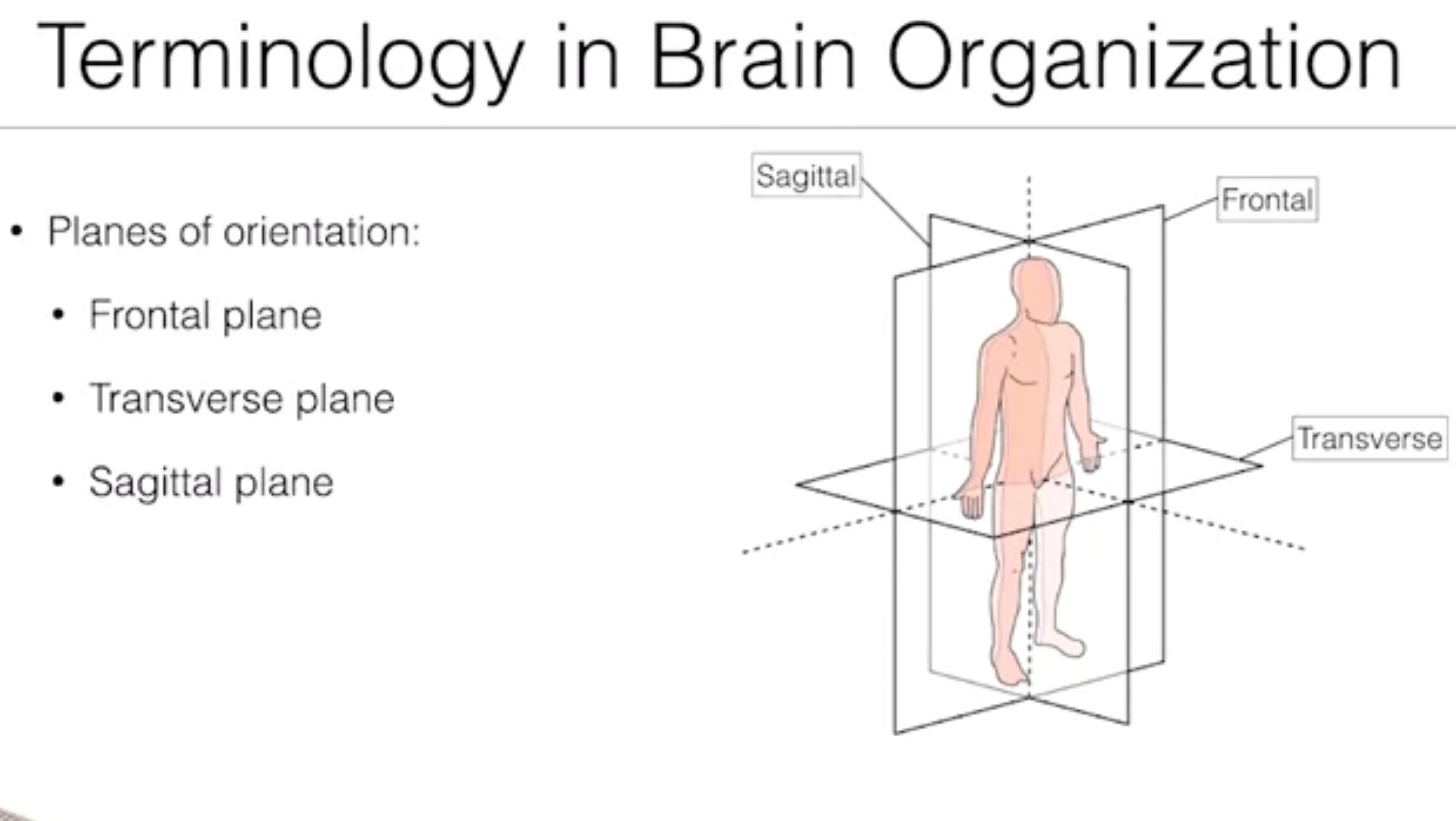 Terminology in Brain Organization
• Planes of orientation:
• Frontal plane
• Transverse plane
• Sagittal plane
Sagittal
Frontal
Transverse